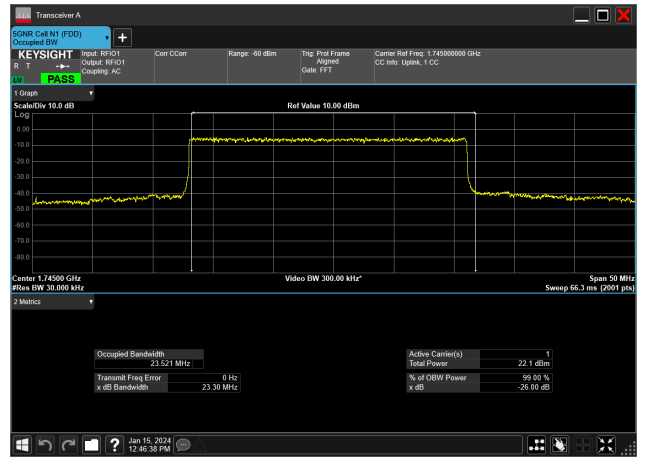 Transceiver A
5GNR Cell N1 (FDD)
Occupied BW
KEYSIGHT
R T
LV PASS
Input: RFIO1
Output: RFIO1
Coupling: AC
Corr CCorr
Range: -60 dBm
Trig: Prot Frame
Aligned
Gate: FFT
Carrier Ref Freq: 1.745000000 GHz
CC Info: Uplink, 1 CC
1 Graph
Scale/Div 10.0 dB
Ref Value 10.00 dBm
Log
0.00
-10.0
-20.0
-30.0
-40.0
-50.0
-60.0
-70.0
-80.0
Center 1.74500 GHz
Video BW 300.00 kHz*
Span 50 MHz
#Res BW 30.000 kHz
Sweep 66.3 ms (2001 pts)
2 Metrics
Occupied Bandwidth
23.521 MHz
Active Carrier(s) 1
Total Power 22.1 dBm
Transmit Freq Error 0 Hz
x dB Bandwidth 23.30 MHz
% of OBW Power 99.00 %
x dB -26.00 dB
?
Jan 15, 2024
12:46:38 PM